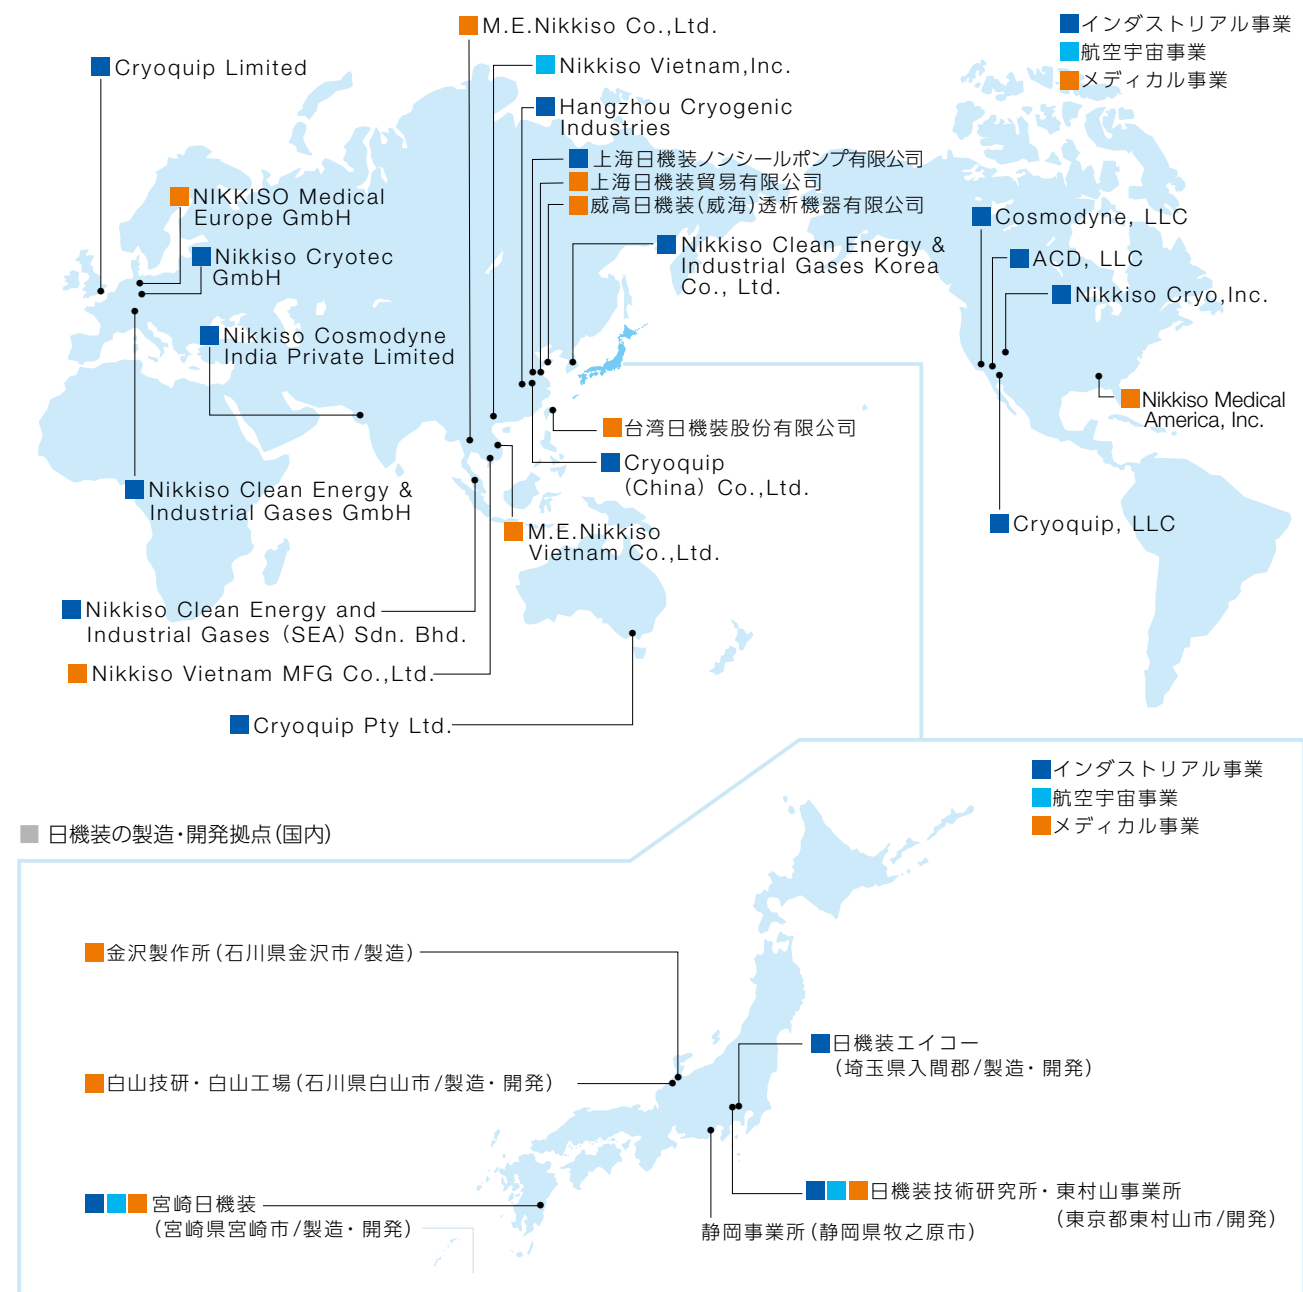 M.E.Nikkiso Co.,Ltd.
インダストリアル事業
航空宇宙事業
メディカル事業
Cryoquip Limited
Nikkiso Vietnam,Inc.
Hangzhou Cryogenic
Industries
上海日機装ノンシールポンプ有限公司
上海日機装貿易有限公司
威高日機装(威海)透析機器有限公司
NIKKISO Medical
Europe GmbH
Nikkiso Cryotec
GmbH
Nikkiso Clean Energy &
Industrial Gases Korea
Co., Ltd.
Cosmodyne, LLC
ACD, LLC
Nikkiso Cryo,Inc.
Nikkiso Cosmodyne
India Private Limited
Nikkiso Medical
America, Inc.
台湾日機裝股份有限公司
Cryoquip
(China) Co.,Ltd.
Nikkiso Clean Energy &
Industrial Gases GmbH
M.E.Nikkiso
Vietnam Co.,Ltd.
Cryoquip, LLC
Nikkiso Clean Energy and
Industrial Gases (SEA) Sdn. Bhd.
Nikkiso Vietnam MFG Co.,Ltd.
Cryoquip Pty Ltd.
インダストリアル事業
航空宇宙事業
メディカル事業
日機装の製造・開発拠点(国内)
金沢製作所(石川県金沢市/製造)
日機装エイコー
(埼玉県入間郡/製造・開発)
白山技研・白山工場(石川県白山市/製造・開発)
宮崎日機装
(宮崎県宮崎市/製造・開発)
日機装技術研究所・東村山事業所
(東京都東村山市/開発)
静岡事業所(静岡県牧之原市)